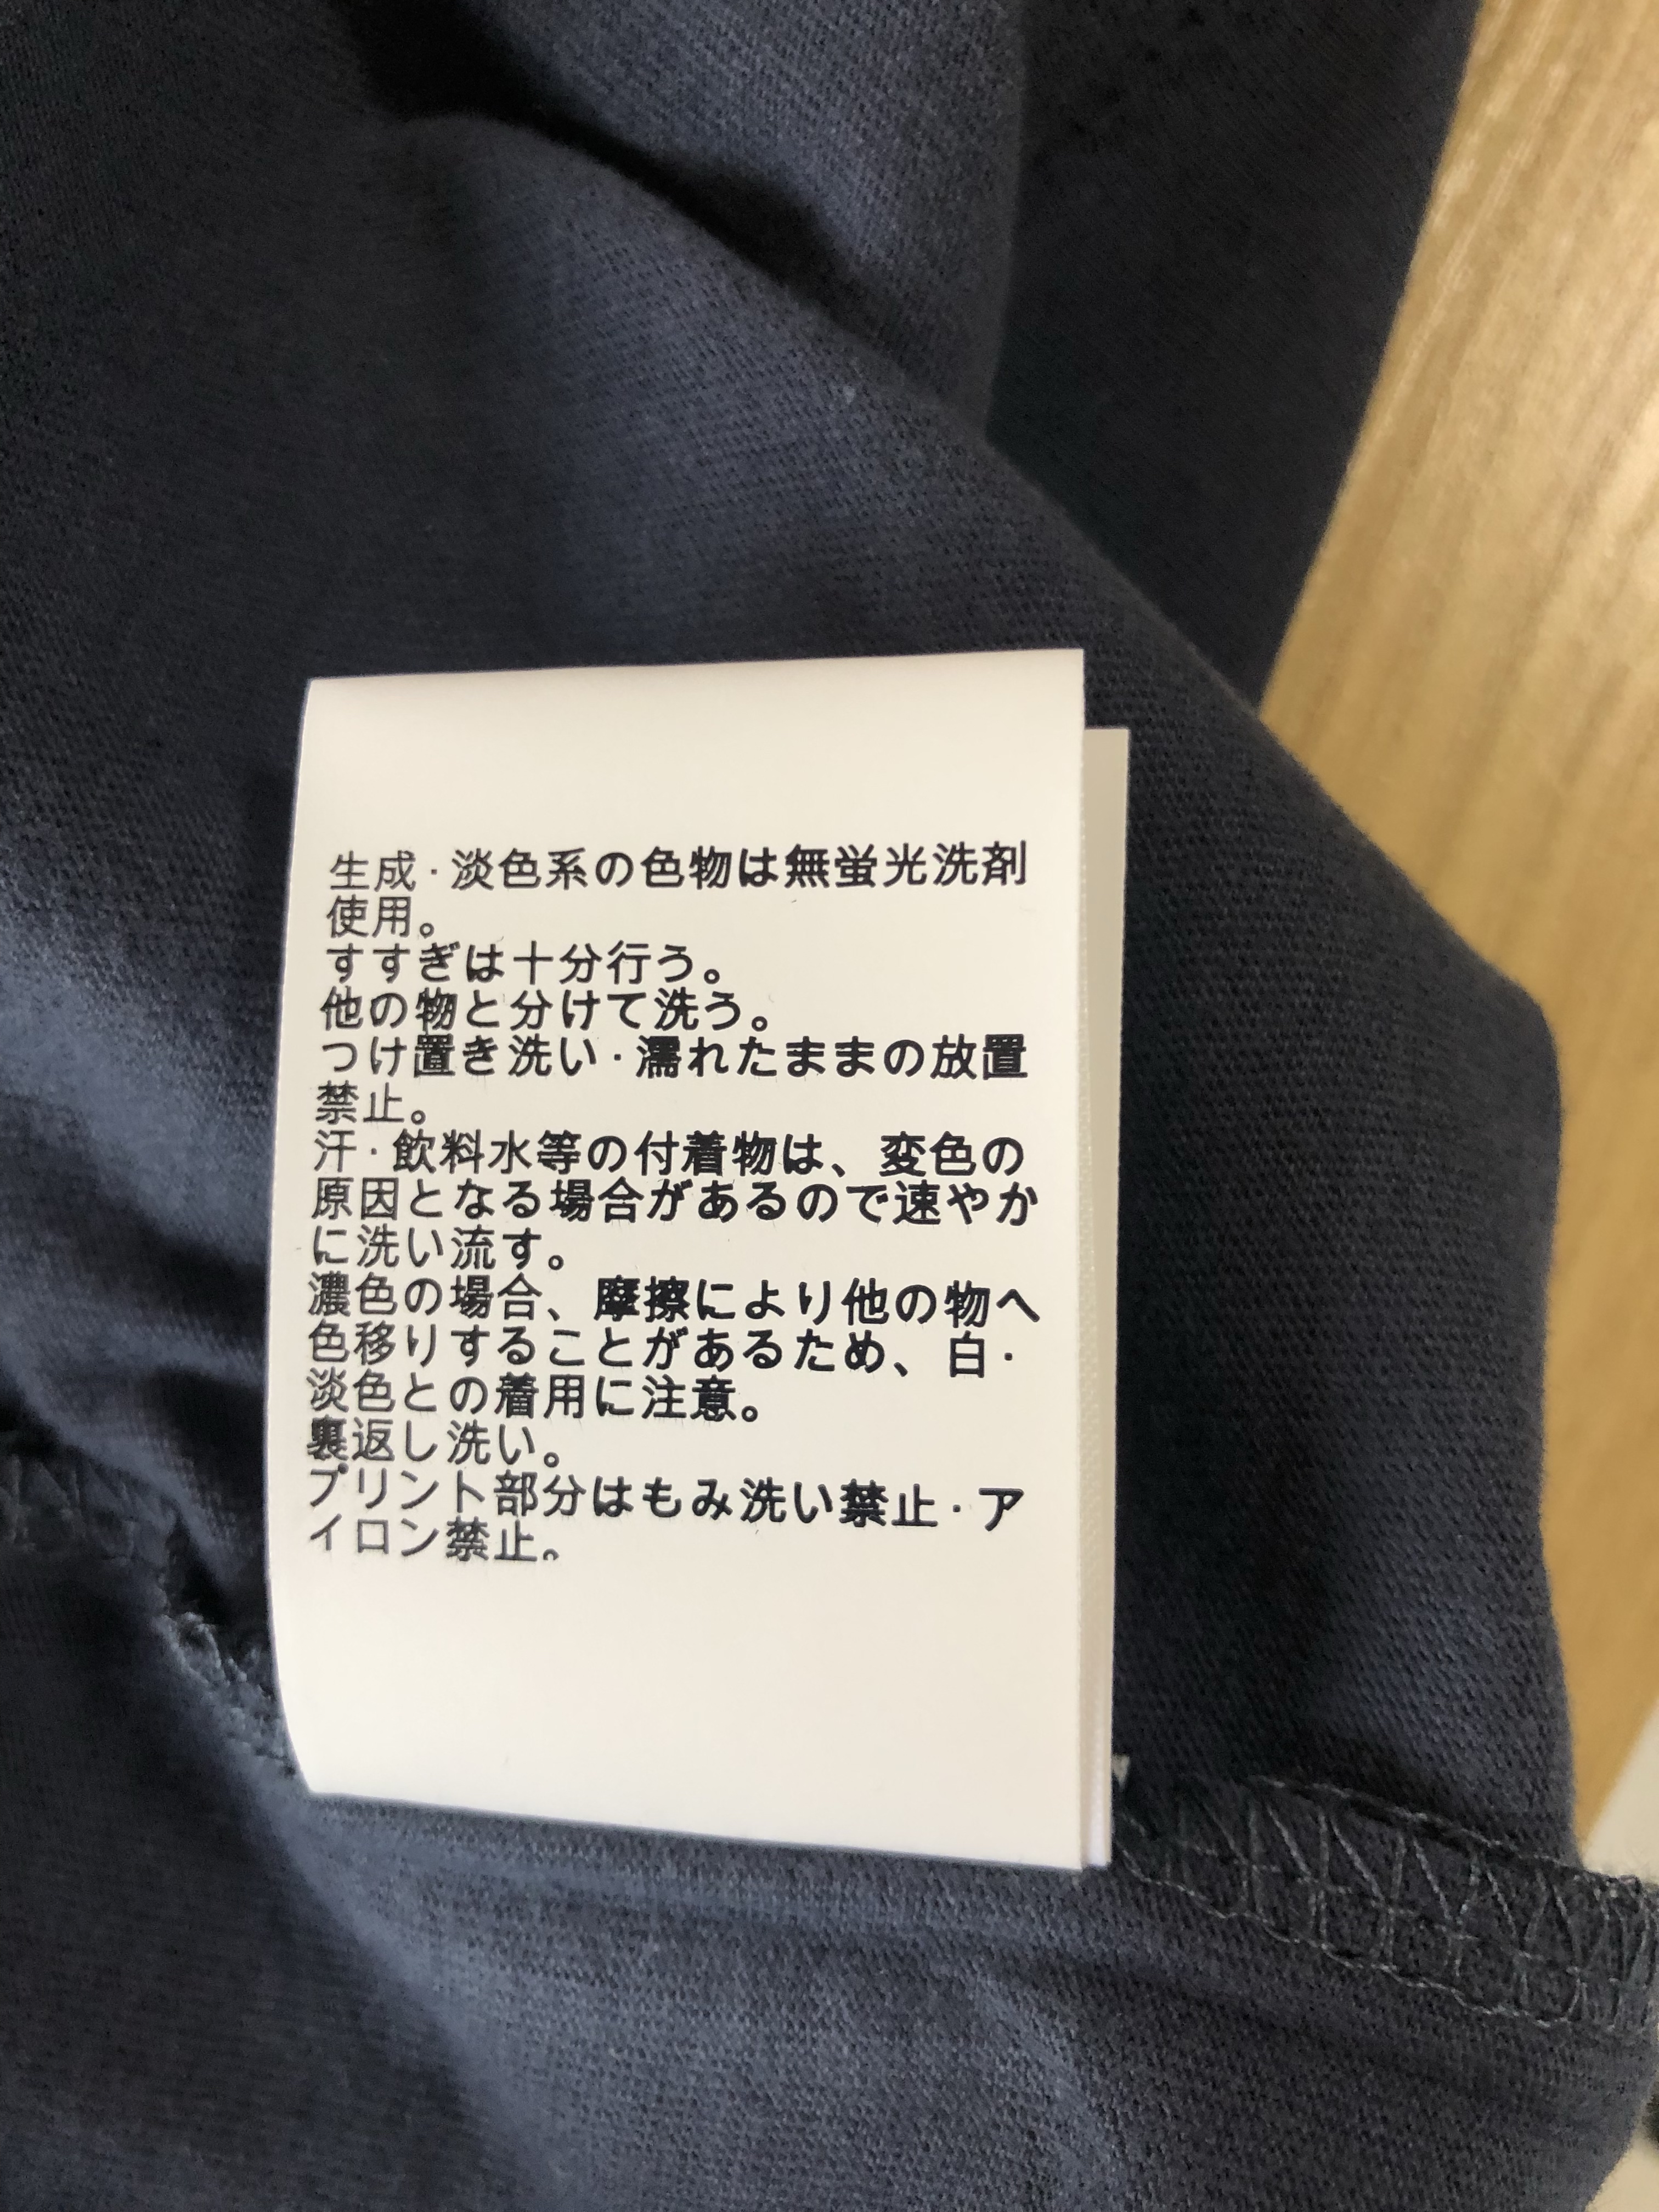 生成・淡色系の色物は無蛍光洗剤
使用。
すすぎは十分行う。
他の物と分けて洗う。
つけ置き洗い・濡れたままの放置
禁止。
汗・飲料水等の付着物は、変色の
原因となる場合があるので速やか
に洗い流す。
濃色の場合、摩擦により他の物へ
色移りすることがあるため、白・
淡色との着用に注意。
裏返し洗い。
プリント部分はもみ洗い禁止・ア
イロン禁止。